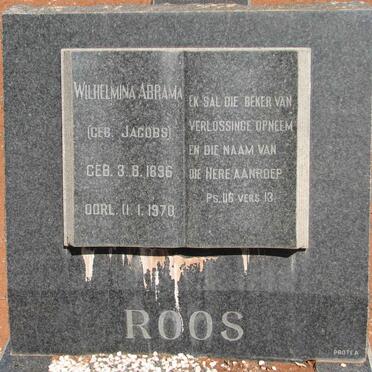 WILHELMINA ABRAMA
(GEB. JACOBS)
GEB. 3.8.1896
OORL. 11.1.1970
EK SAL DIE BEKER VAN
VERLOSSINGE OPNEEM
EN DIE NAAM VAN
DIE HERE AANROEP.
PS. 116 VERS 13
ROOS
PROTEA